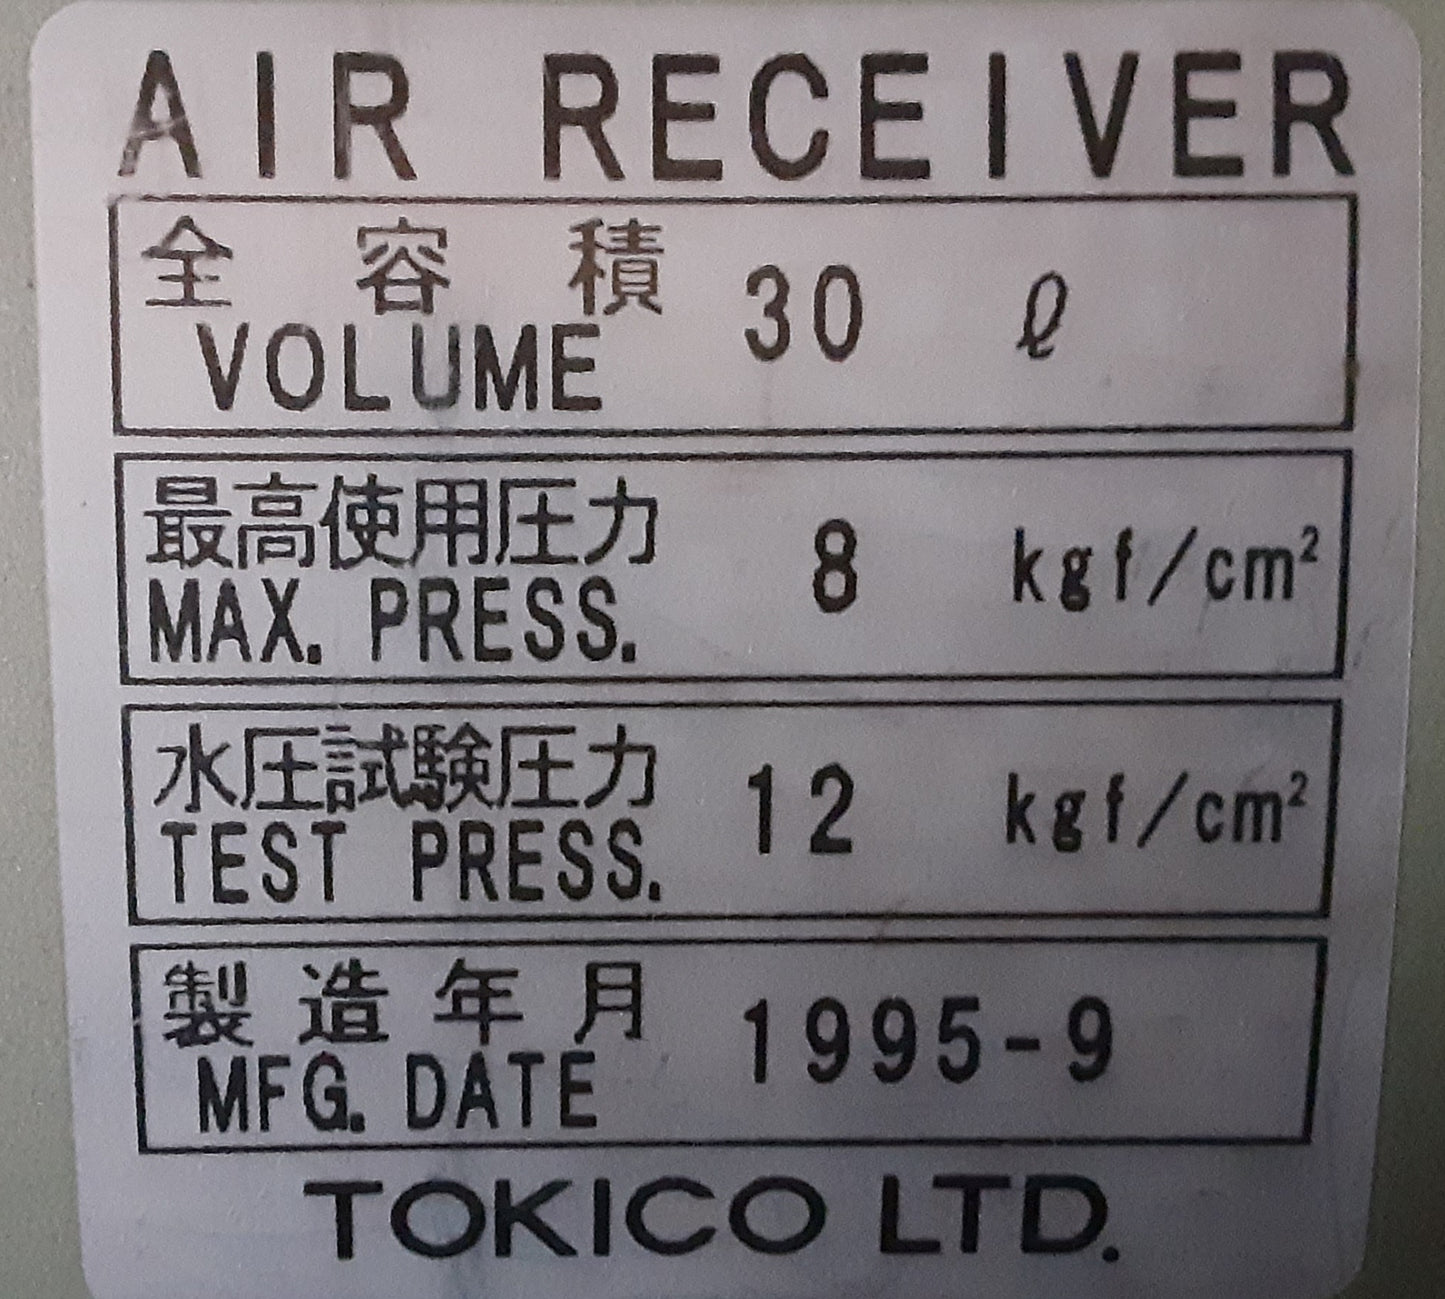 AIR RECEIVER
全容積
VOLUME
30 ℓ
最高使用圧力
MAX. PRESS.
8 kgf/cm²
水圧試験圧力
TEST PRESS.
12 kgf/cm²
製造年月
MFG. DATE
1995-9
TOKICO LTD.